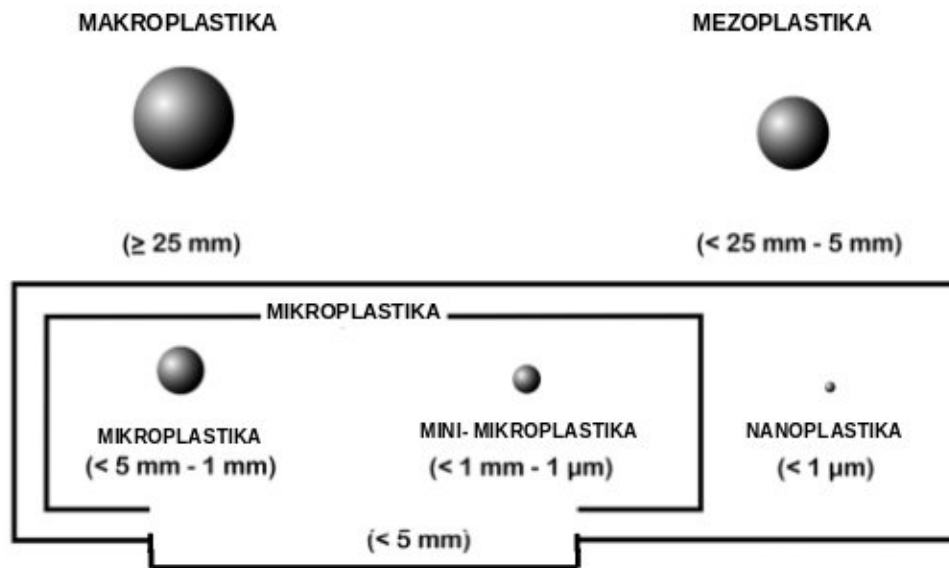 MAKROPLASTIKA
MEZOPLASTIKA
(≥ 25 mm)
(< 25 mm - 5 mm)
MIKROPLASTIKA
MIKROPLASTIKA
(< 5 mm - 1 mm)
MINI- MIKROPLASTIKA
(< 1 mm - 1 μm)
NANOPLASTIKA
(< 1 μm)
(< 5 mm)